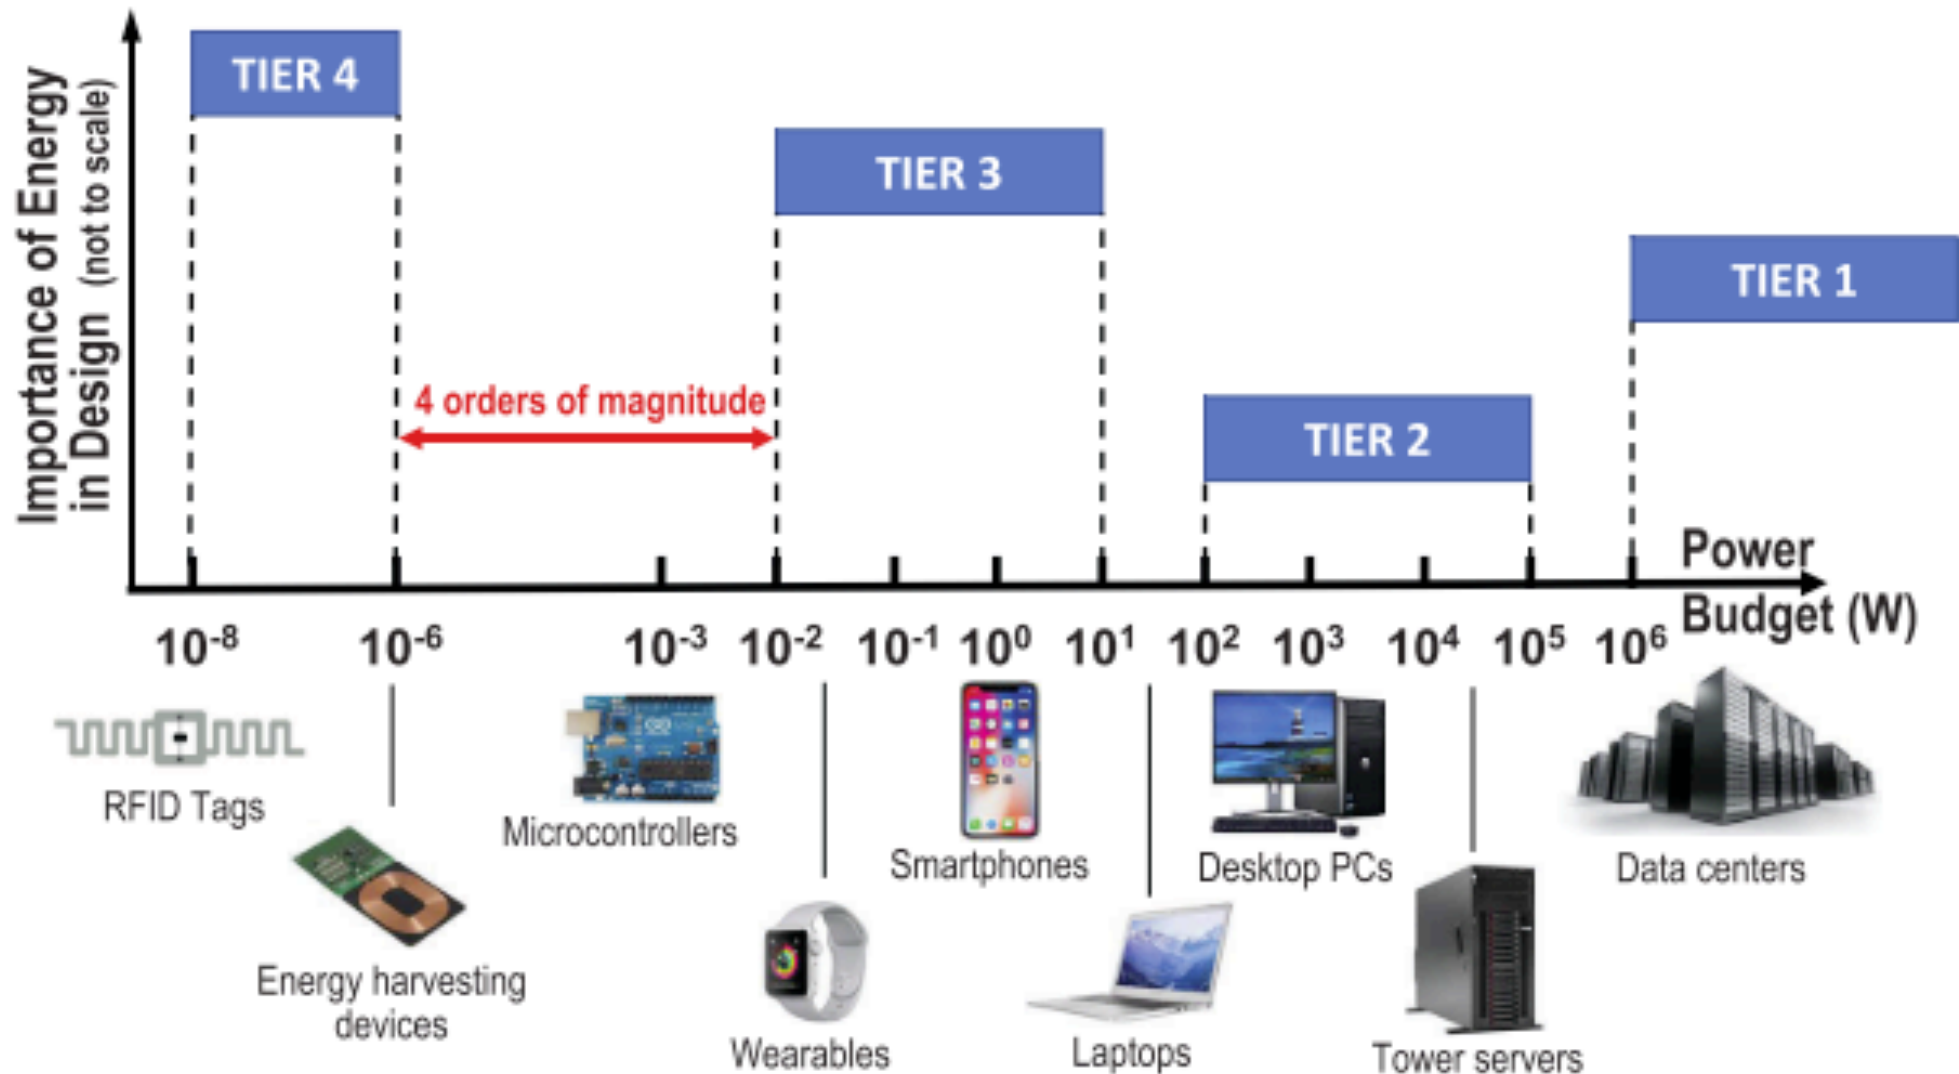 Importance of Energy
in Design (not to scale)
TIER 4
TIER 3
TIER 1
4 orders of magnitude
TIER 2
Power
Budget (W)
10⁻⁸ 10⁻⁶ 10⁻³ 10⁻² 10⁻¹ 10⁰ 10¹ 10² 10³ 10⁴ 10⁵ 10⁶
RFID Tags
Microcontrollers
Smartphones
Desktop PCs
Data centers
Energy harvesting
devices
Wearables
Laptops
Tower servers